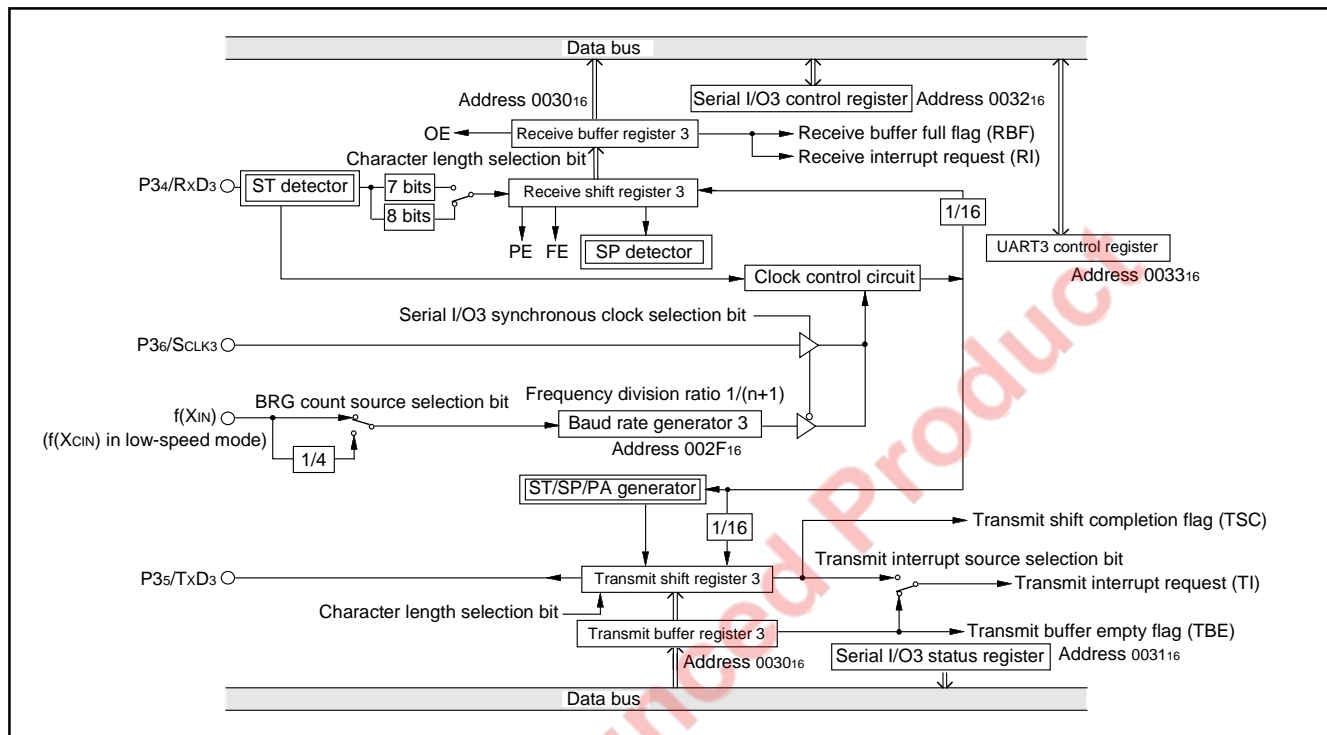 Data bus
Address 003016
Serial I/O3 control register Address 003216
OE
Receive buffer register 3
Receive buffer full flag (RBF)
Character length selection bit
Receive interrupt request (RI)
P34/RXD3
ST detector
7 bits
Receive shift register 3
8 bits
1/16
PE FE
SP detector
UART3 control register
Clock control circuit
Address 003316
Serial I/O3 synchronous clock selection bit
P36/SCLK3
Frequency division ratio 1/(n+1)
BRG count source selection bit
f(XIN)
Baud rate generator 3
(f(XCIN) in low-speed mode)
Address 002F16
1/4
ST/SP/PA generator
1/16
Transmit shift completion flag (TSC)
Transmit interrupt source selection bit
P35/TXD3
Transmit shift register 3
Transmit interrupt request (TI)
Character length selection bit
Transmit buffer register 3
Transmit buffer empty flag (TBE)
Address 003016
Serial I/O3 status register Address 003116
Data bus
unced Product